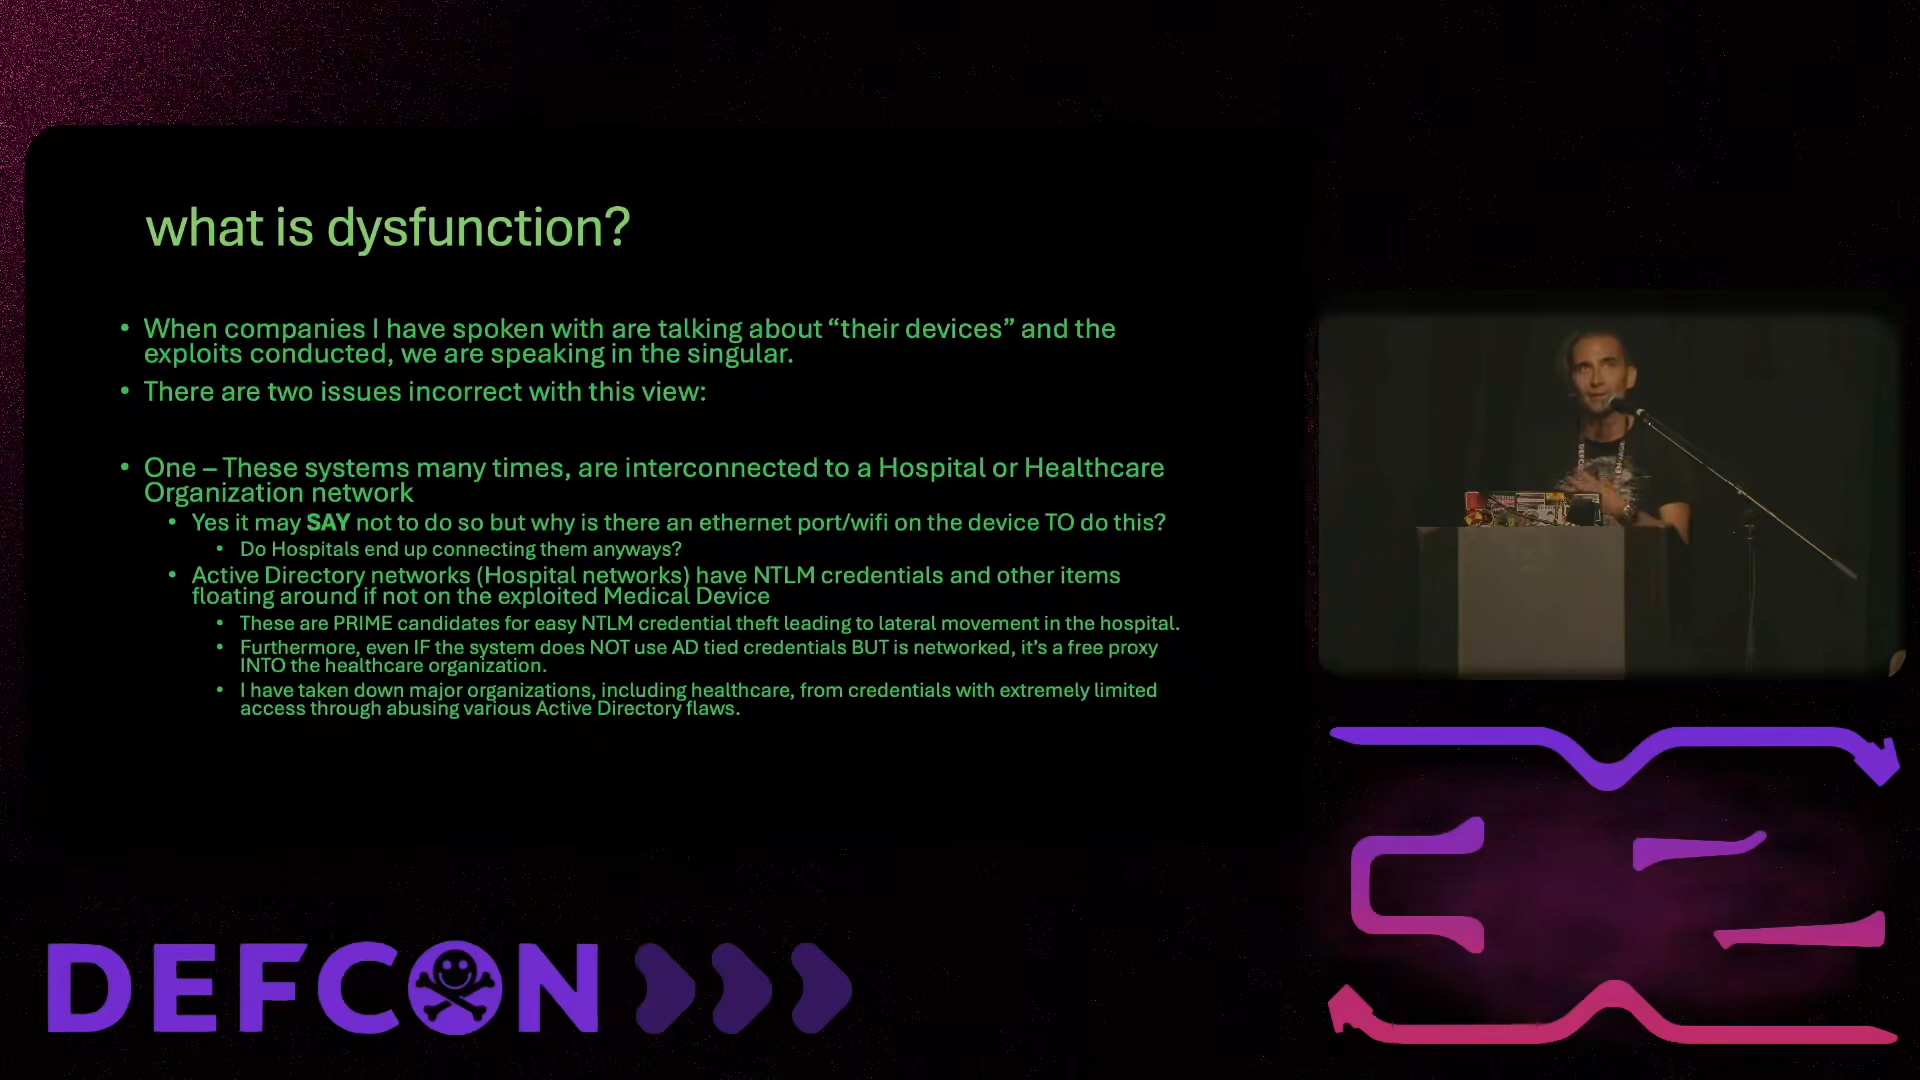 what is dysfunction?
• When companies I have spoken with are talking about “their devices” and the
exploits conducted, we are speaking in the singular.
• There are two issues incorrect with this view:
• One – These systems many times, are interconnected to a Hospital or Healthcare
Organization network
• Yes it may SAY not to do so but why is there an ethernet port/wifi on the device TO do this?
• Do Hospitals end up connecting them anyways?
• Active Directory networks (Hospital networks) have NTLM credentials and other items
floating around if not on the exploited Medical Device
• These are PRIME candidates for easy NTLM credential theft leading to lateral movement in the hospital.
• Furthermore, even IF the system does NOT use AD tied credentials BUT is networked, it’s a free proxy
INTO the healthcare organization.
• I have taken down major organizations, including healthcare, from credentials with extremely limited
access through abusing various Active Directory flaws.
DEFCON